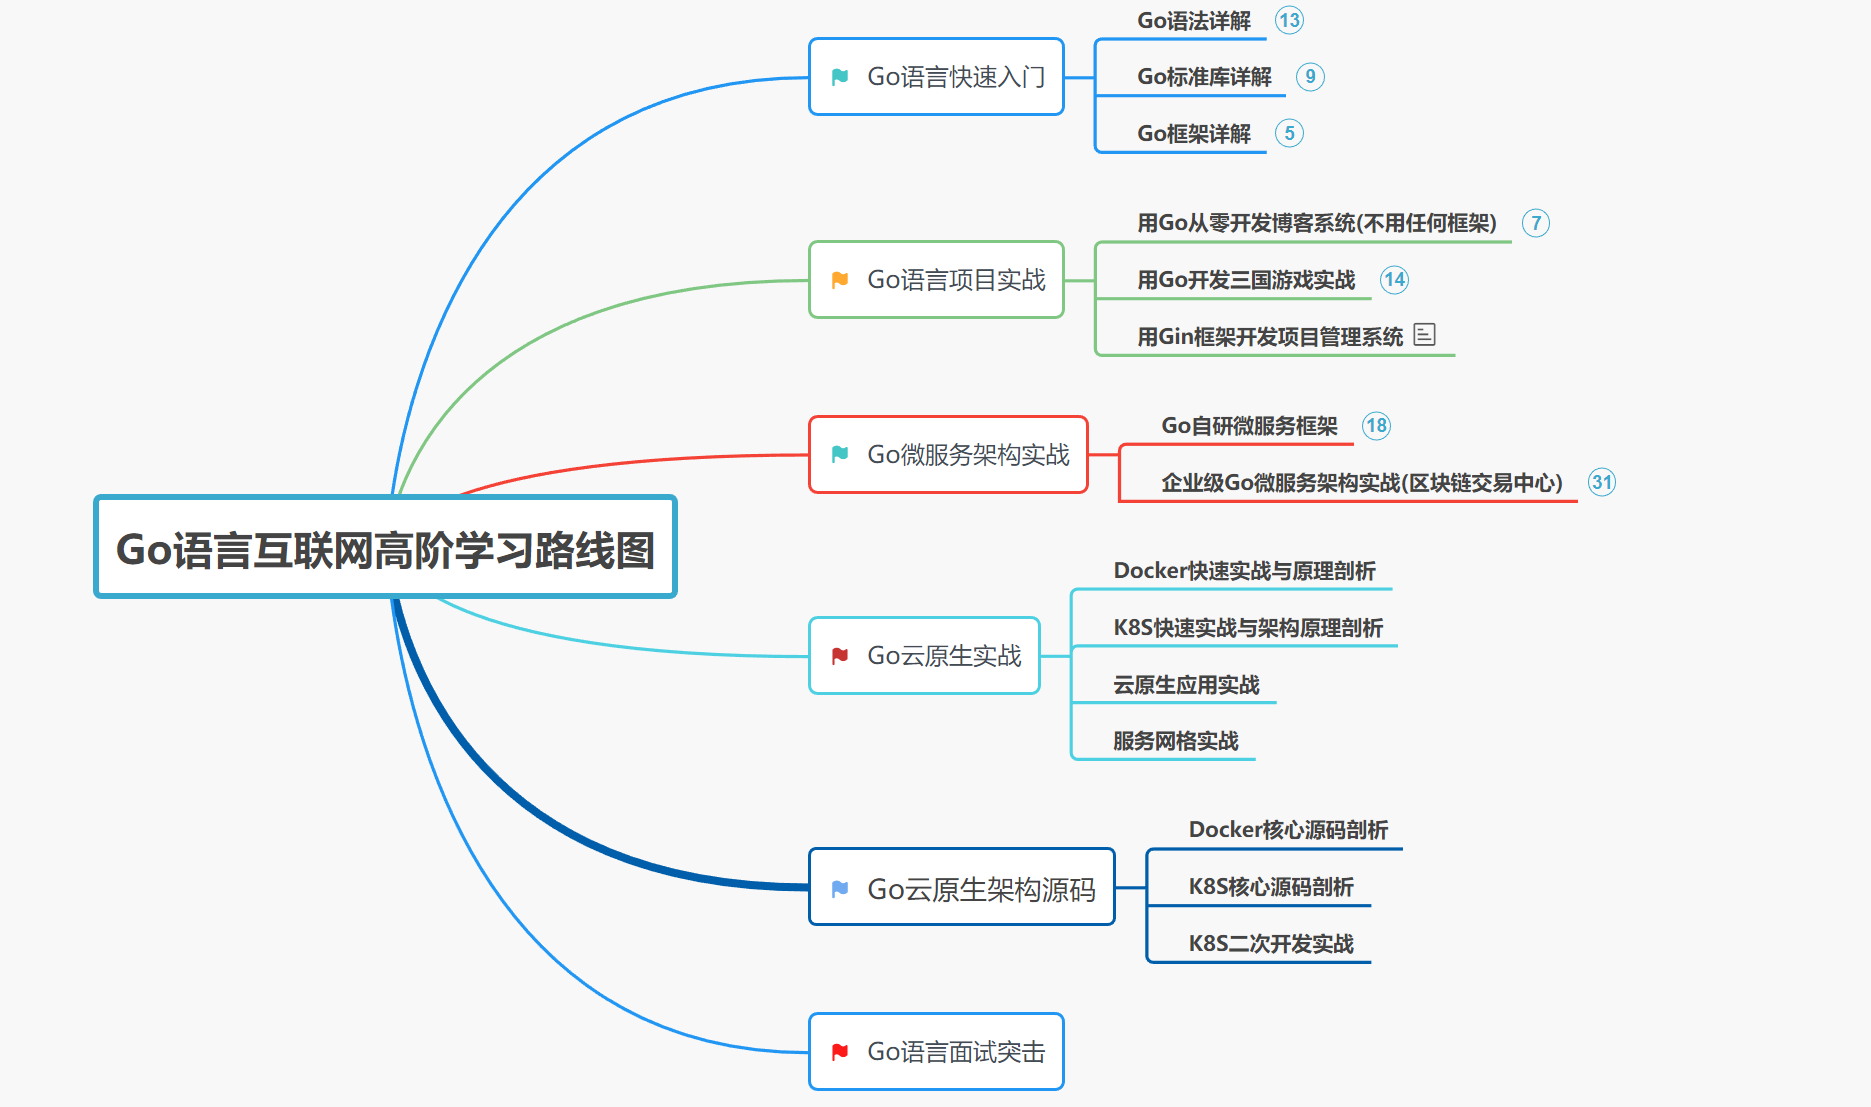 Go语言互联网高阶学习路线图
Go语言快速入门
Go语法详解 13
Go标准库详解 9
Go框架详解 5
Go语言项目实战
用Go从零开发博客系统(不用任何框架) 7
用Go开发三国游戏实战 14
用Gin框架开发项目管理系统
Go微服务架构实战
Go自研微服务框架 18
企业级Go微服务架构实战(区块链交易中心) 31
Go云原生实战
Docker快速实战与原理剖析
K8S快速实战与架构原理剖析
云原生应用实战
服务网格实战
Go云原生架构源码
Docker核心源码剖析
K8S核心源码剖析
K8S二次开发实战
Go语言面试突击